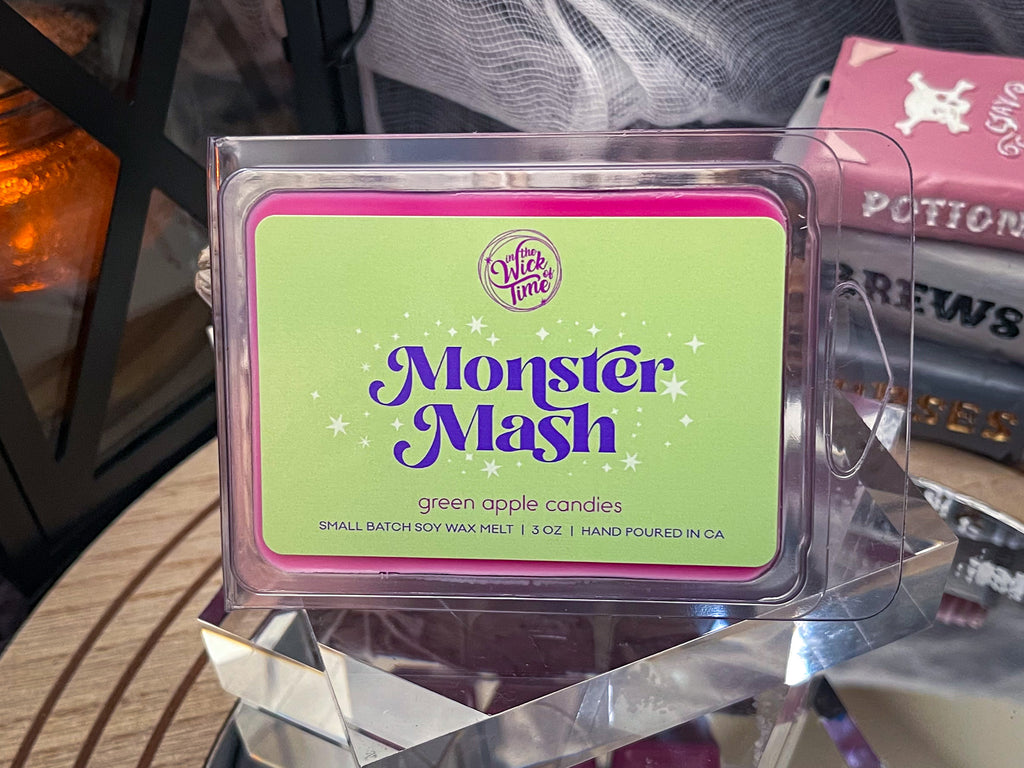 in the
Wick
of
Time
Monster
Mash
green apple candies
SMALL BATCH SOY WAX MELT | 3 OZ | HAND POURED IN CA
POTION
BREWS